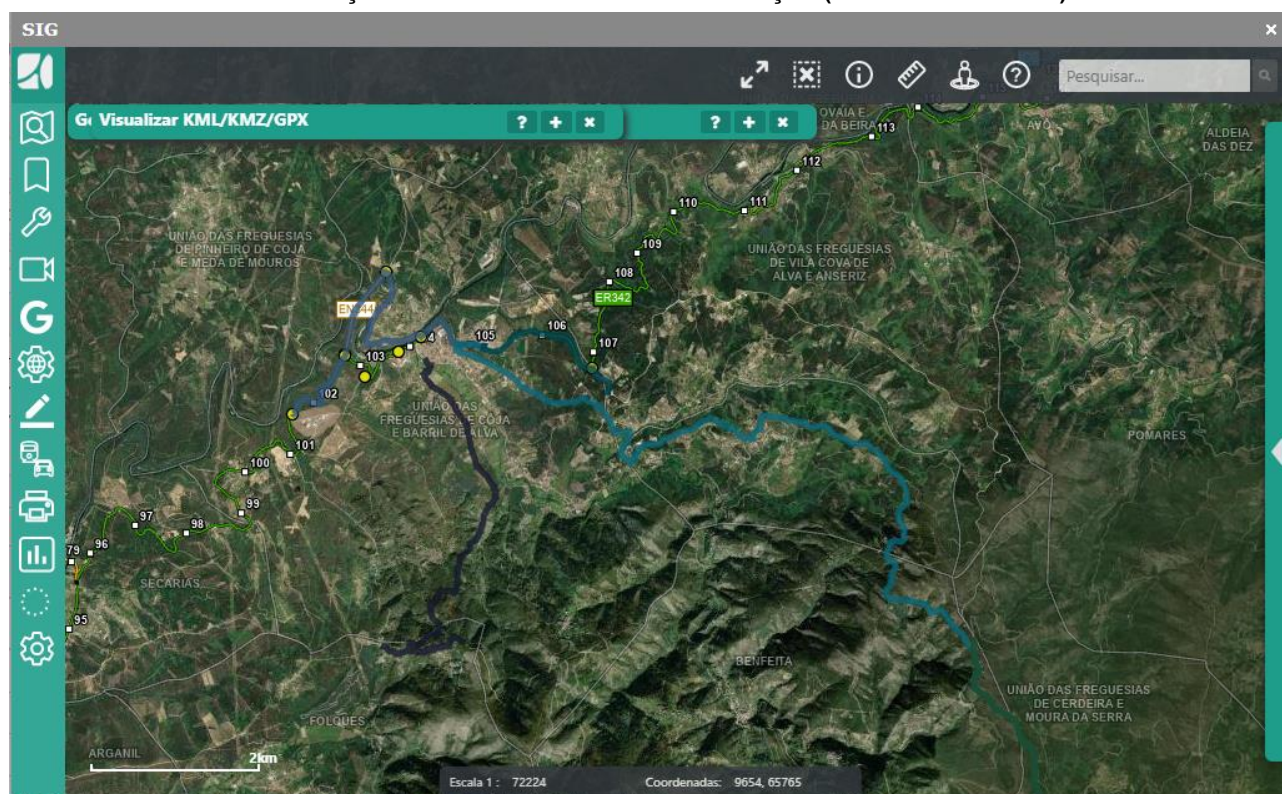 SIG
Pesquisar...
Visualizar KML/KMZ/GPX
? + ×
? + ×
OVAIA E
DA BEIRA
113
AVÔ
ALDEIA
DAS DEZ
112
110
111
UNIÃO DAS FREGUESIAS
DE PINHEIRO DE COJA
E MEDA DE MOUROS
109
UNIÃO DAS FREGUESIAS
DE VILA COVA DE
ALVA E ANSERIZ
108
ER342
105
106
4
103
107
102
UNIÃO DAS
FREGUESIAS DE COJA
E BARRIL DE ALVA
POMARES
101
100
99
97
98
79
96
SECARIAS
95
BENFEITA
UNIÃO DAS FREGUESIAS
DE CERDEIRA E
MOURA DA SERRA
FOLQUES
ARGANIL
2km
Escala 1 : 72224 Coordenadas: 9654, 65765